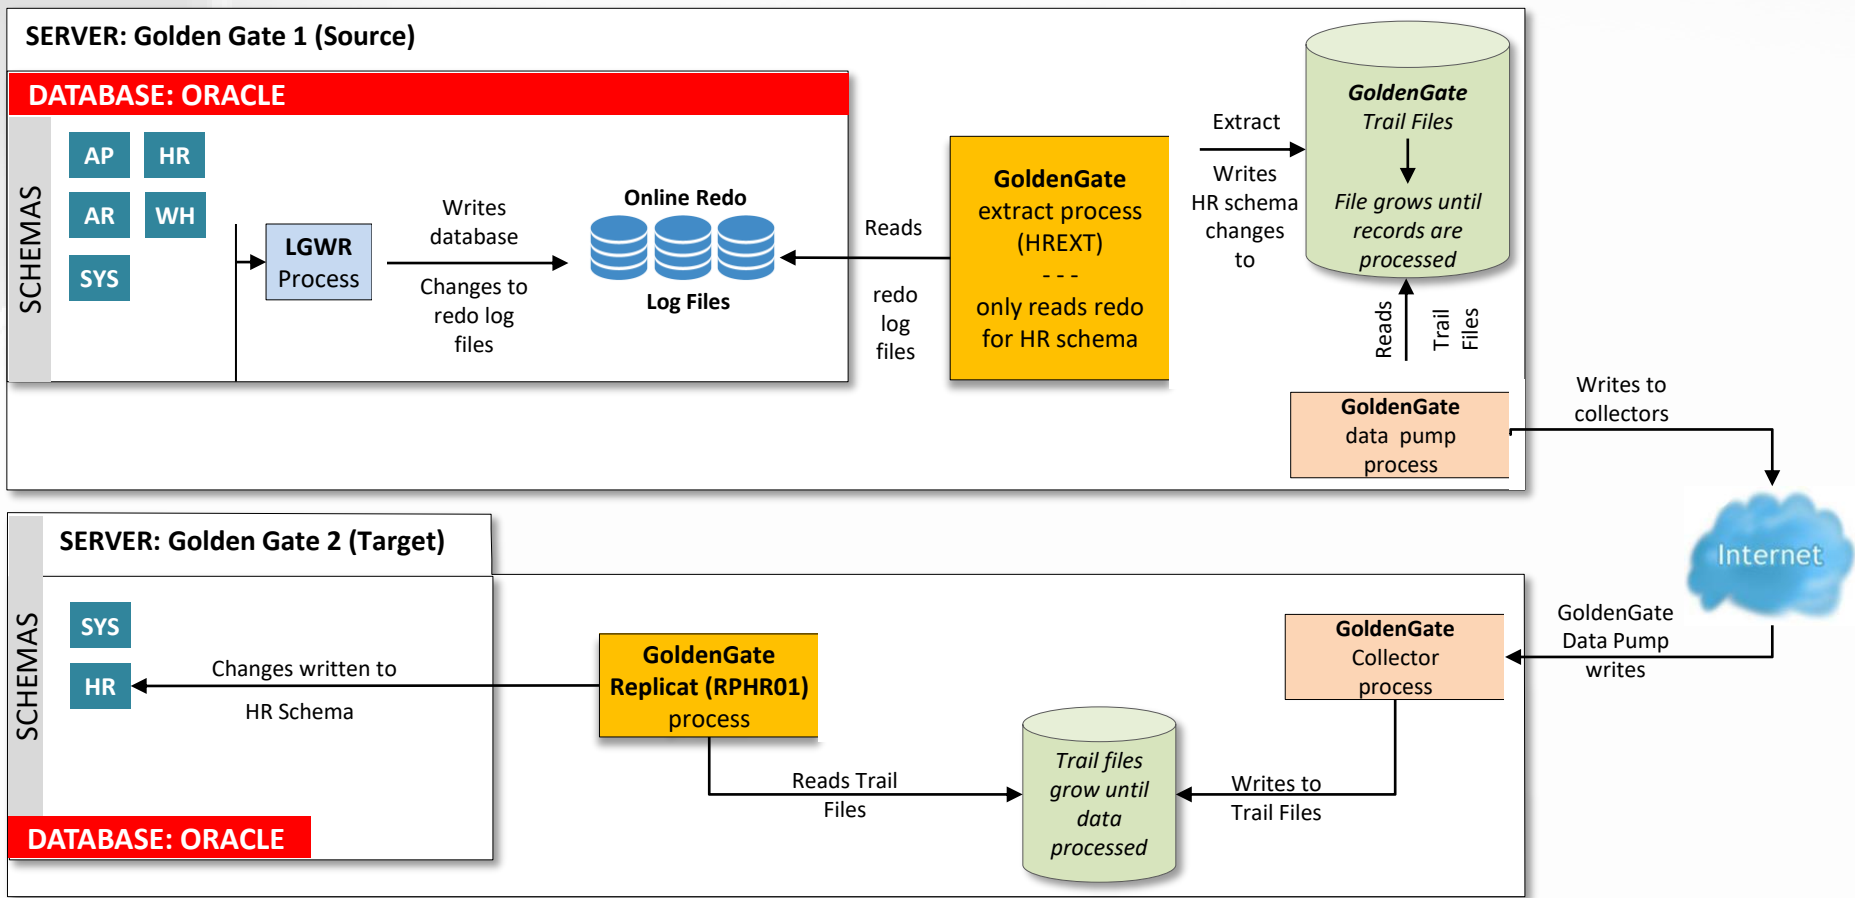 SERVER: Golden Gate 1 (Source)
DATABASE: ORACLE
SCHEMAS
AP
HR
AR
WH
SYS
LGWR
Process
Writes
database
Changes to
redo log
files
Online Redo
Log Files
Reads
redo
log
files
GoldenGate
extract process
(HREXT)
- - -
only reads redo
for HR schema
Extract
Writes
HR schema
changes
to
GoldenGate
Trail Files
File grows until
records are
processed
Reads
Trail
Files
GoldenGate
data pump
process
Writes to
collectors
Internet
GoldenGate
Data Pump
writes
SERVER: Golden Gate 2 (Target)
SCHEMAS
SYS
HR
Changes written to
HR Schema
DATABASE: ORACLE
GoldenGate
Replicat (RPHR01)
process
Reads Trail
Files
Trail files
grow until
data
processed
Writes to
Trail Files
GoldenGate
Collector
process